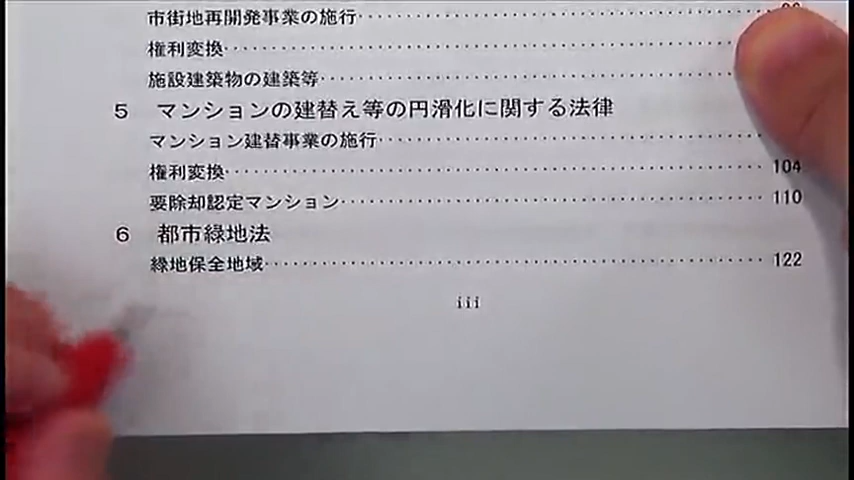 市街地再開発事業の施行
権利変換
施設建築物の建築等
5 マンションの建替え等の円滑化に関する法律
マンション建替事業の施行
権利変換 104
要除却認定マンション 110
6 都市緑地法
緑地保全地域 122
iii